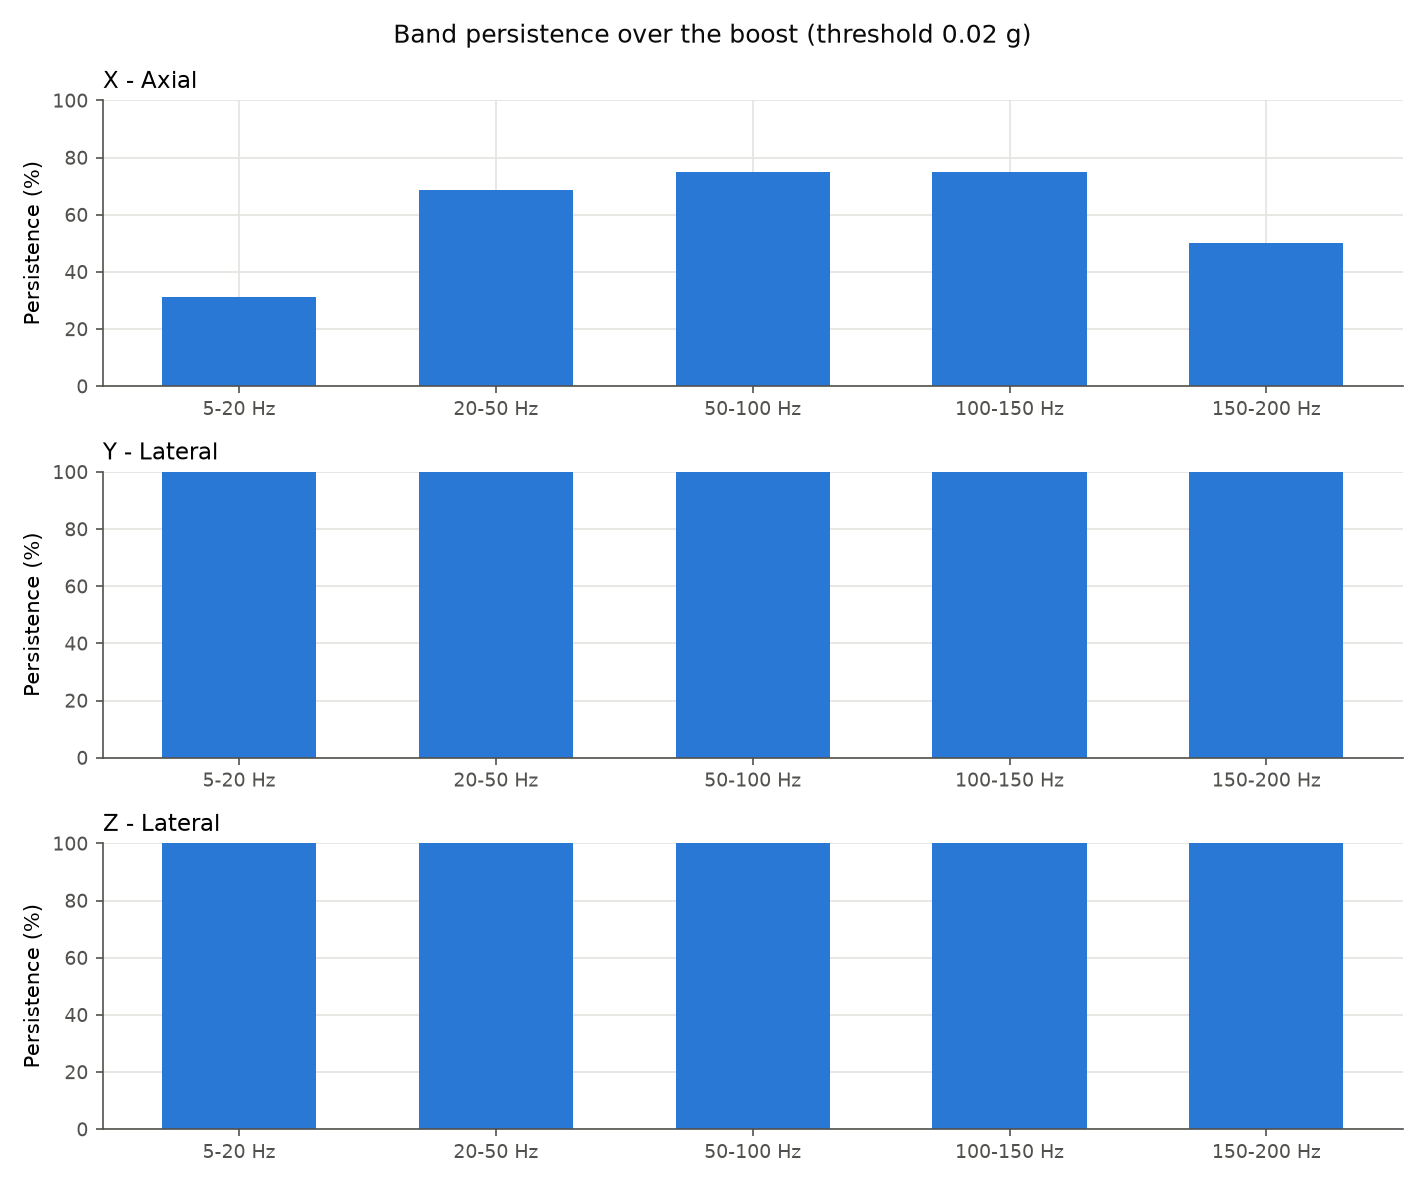 Band persistence over the boost (threshold 0.02 g)
X - Axial
Persistence (%)
100
80
60
40
20
0
5-20 Hz 20-50 Hz 50-100 Hz 100-150 Hz 150-200 Hz
Y - Lateral
Persistence (%)
100
80
60
40
20
0
5-20 Hz 20-50 Hz 50-100 Hz 100-150 Hz 150-200 Hz
Z - Lateral
Persistence (%)
100
80
60
40
20
0
5-20 Hz 20-50 Hz 50-100 Hz 100-150 Hz 150-200 Hz